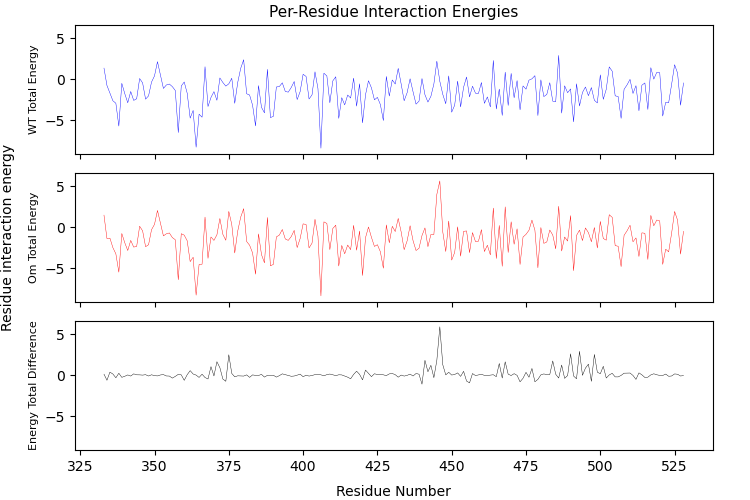 Per-Residue Interaction Energies
Residue interaction energy
WT Total Energy
5
0
−5
Om Total Energy
5
0
−5
Energy Total Difference
5
0
−5
325 350 375 400 425 450 475 500 525
Residue Number